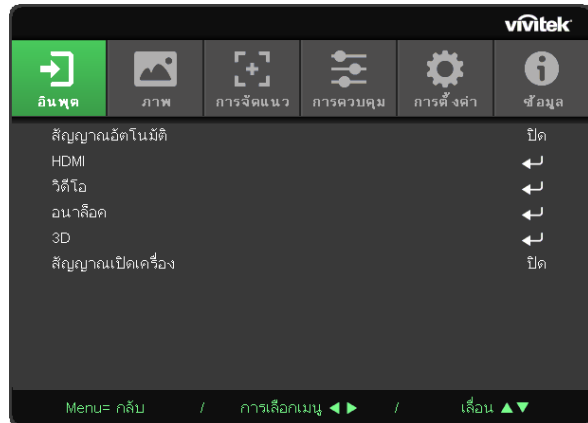 vivitek
อินพุต ภาพ การจัดแนว การควบคุม การตั้งค่า ข้อมูล
สัญญาณอัตโนมัติ ปิด
HDMI
วิดีโอ
อนาล็อค
3D
สัญญาณเปิดเครื่อง ปิด
Menu= กลับ / การเลือกเมนู ◀ ▶ / เลื่อน ▲▼